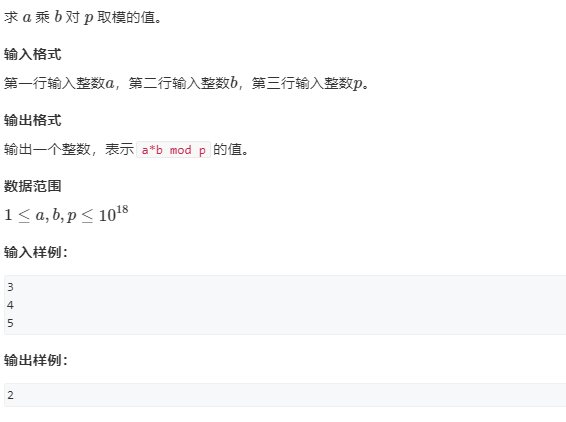 求 a 乘 b 对 p 取模的值。
输入格式
第一行输入整数a，第二行输入整数b，第三行输入整数p。
输出格式
输出一个整数，表示 a*b mod p 的值。
数据范围
1 ≤ a, b, p ≤ 10^18
输入样例：
3
4
5
输出样例：
2